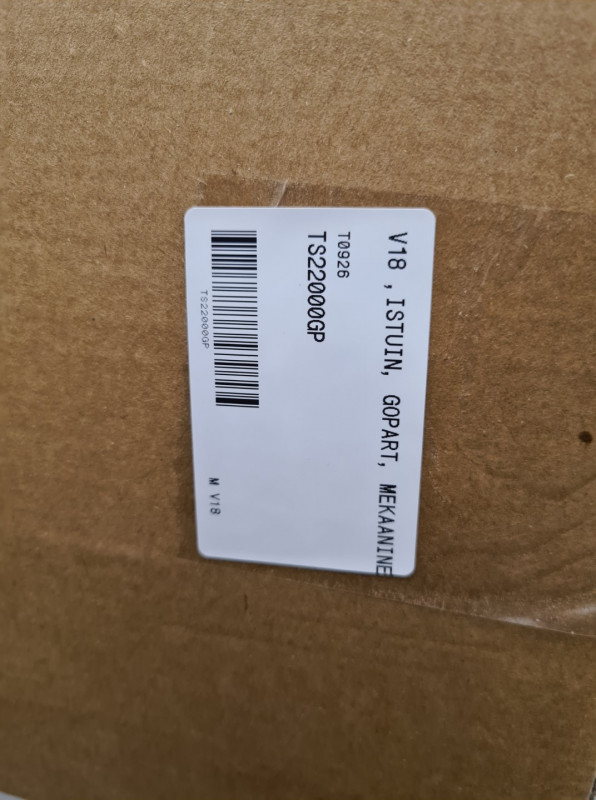 V18 , ISTUIN, GOPART, MEKAANINE
T0926
TS22000GP
TS22000GP
M V18